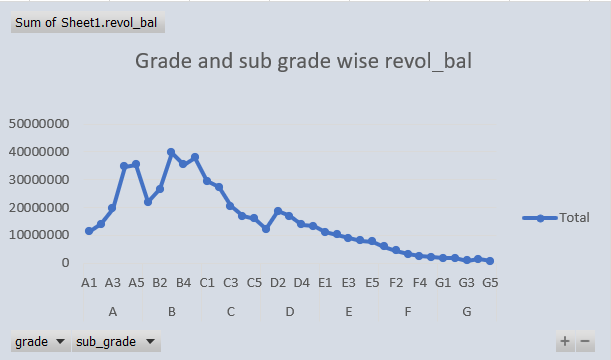 Sum of Sheet1.revol_bal
Grade and sub grade wise revol_bal
50000000
40000000
30000000
20000000
10000000
0
Total
A1 A3 A5 B2 B4 C1 C3 C5 D2 D4 E1 E3 E5 F2 F4 G1 G3 G5
A B C D E F G
grade sub_grade + −